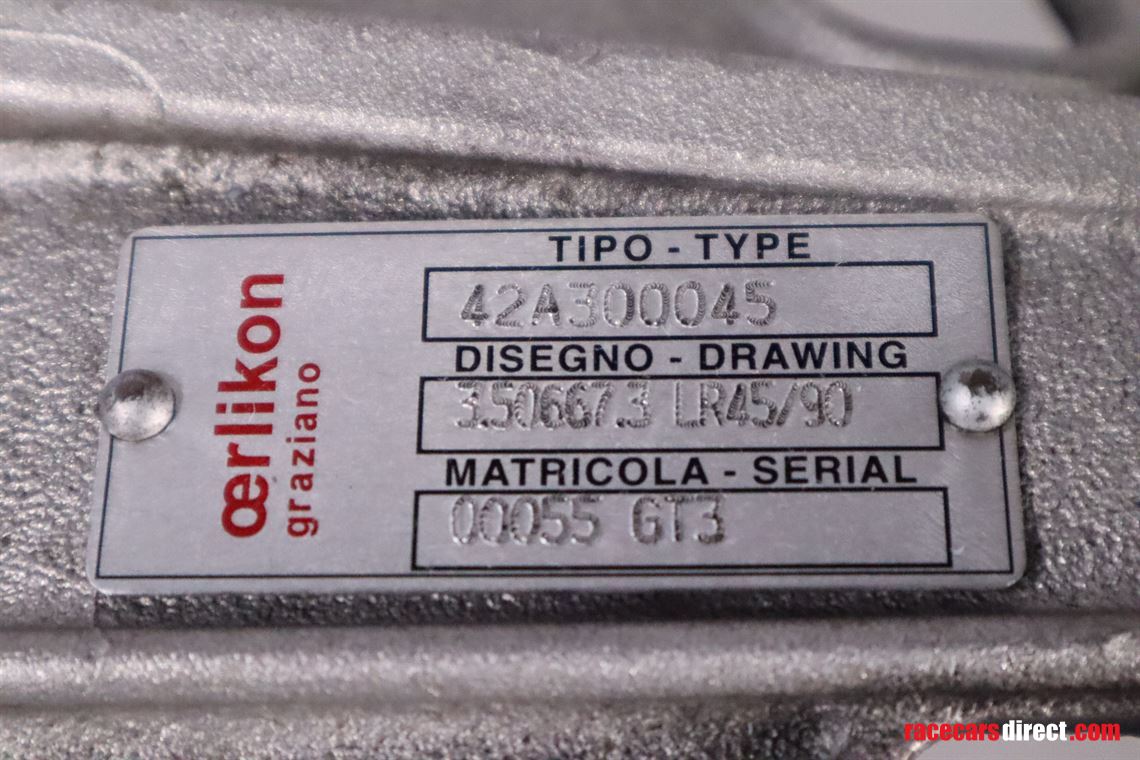 œrlikon
graziano
TIPO - TYPE
42A300045
DISEGNO - DRAWING
3.50667.3 LR45/90
MATRICOLA - SERIAL
00055 GT3
racecarsdirect.com